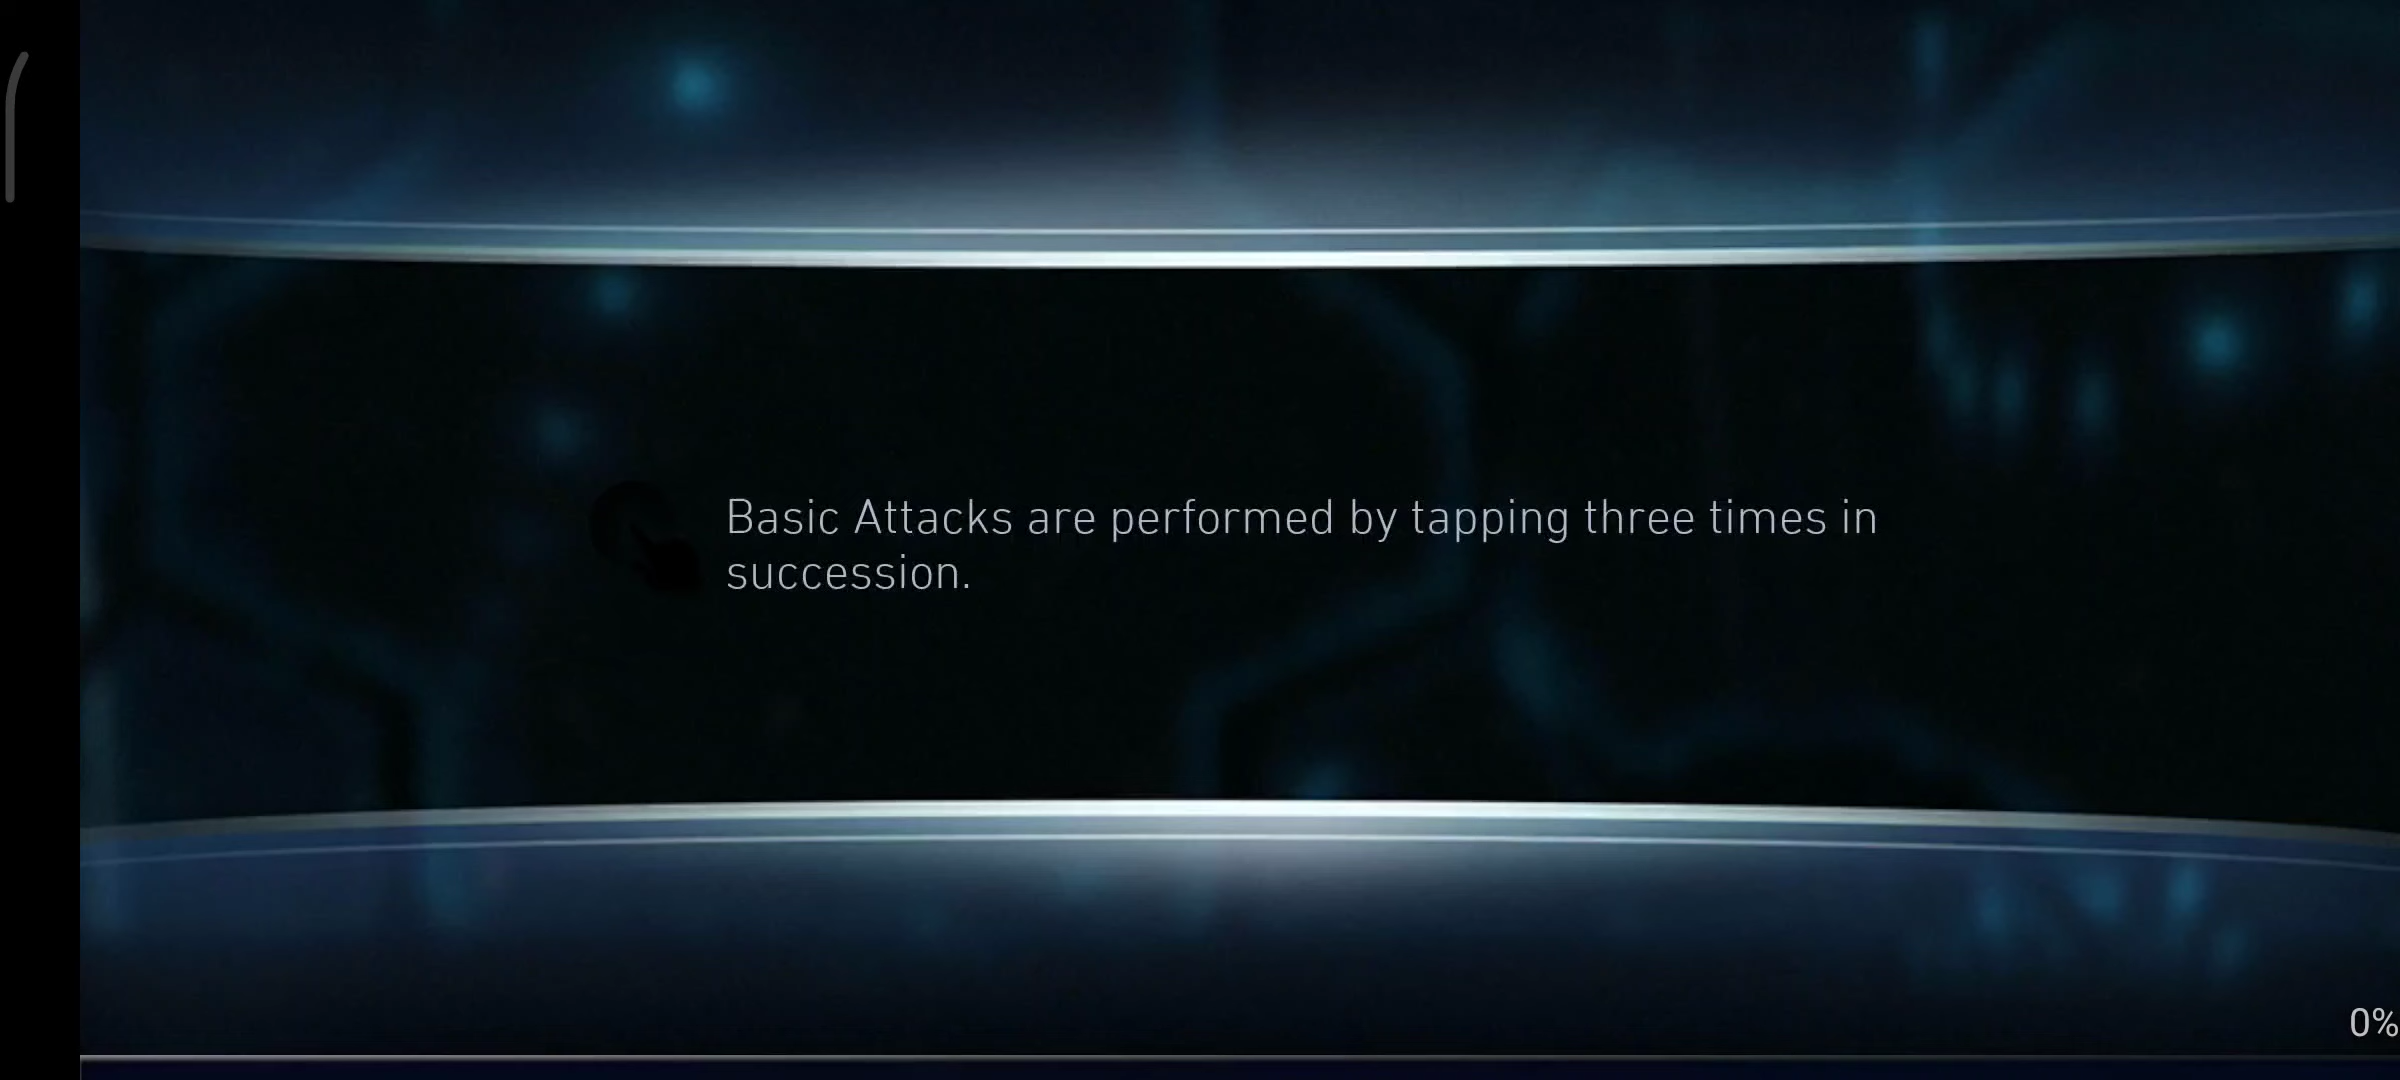 Basic Attacks are performed by tapping three times in
succession.
0%